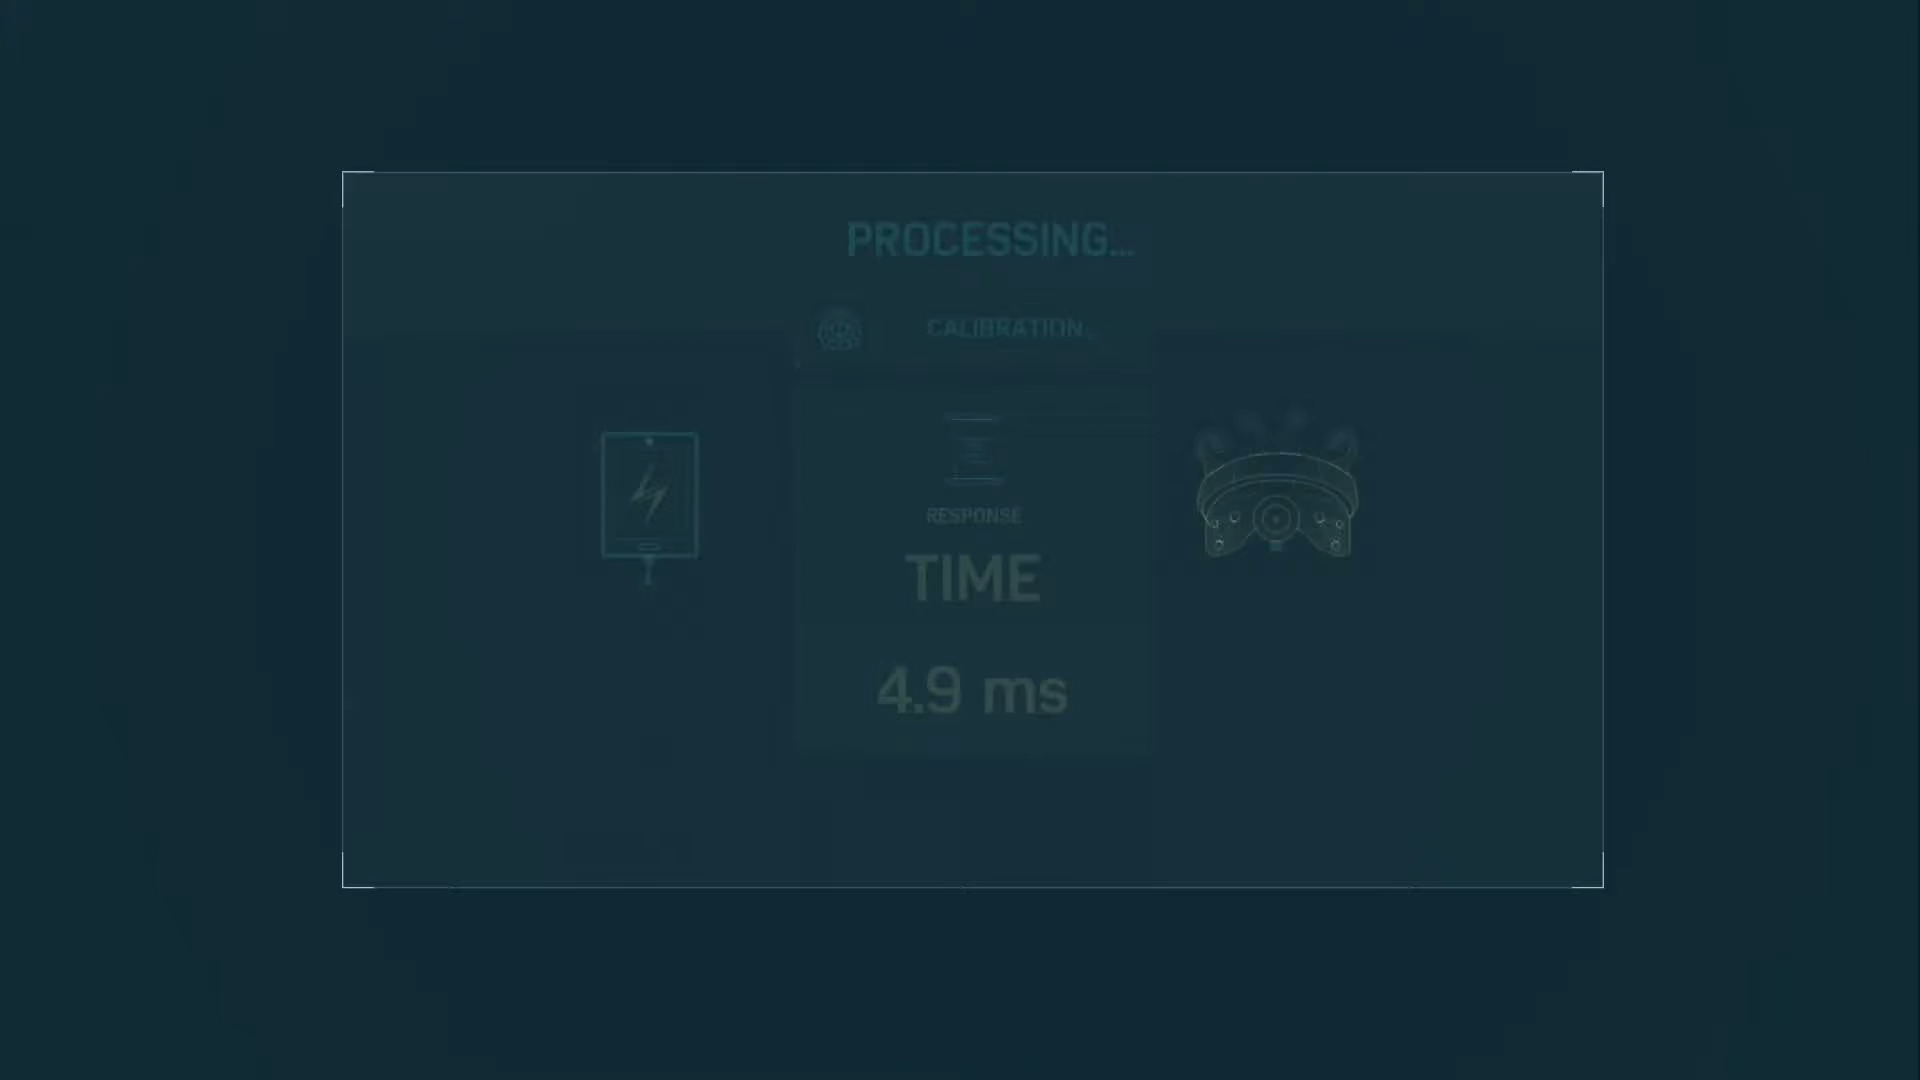 PROCESSING...
CALIBRATION...
RESPONSE
TIME
4.9 ms